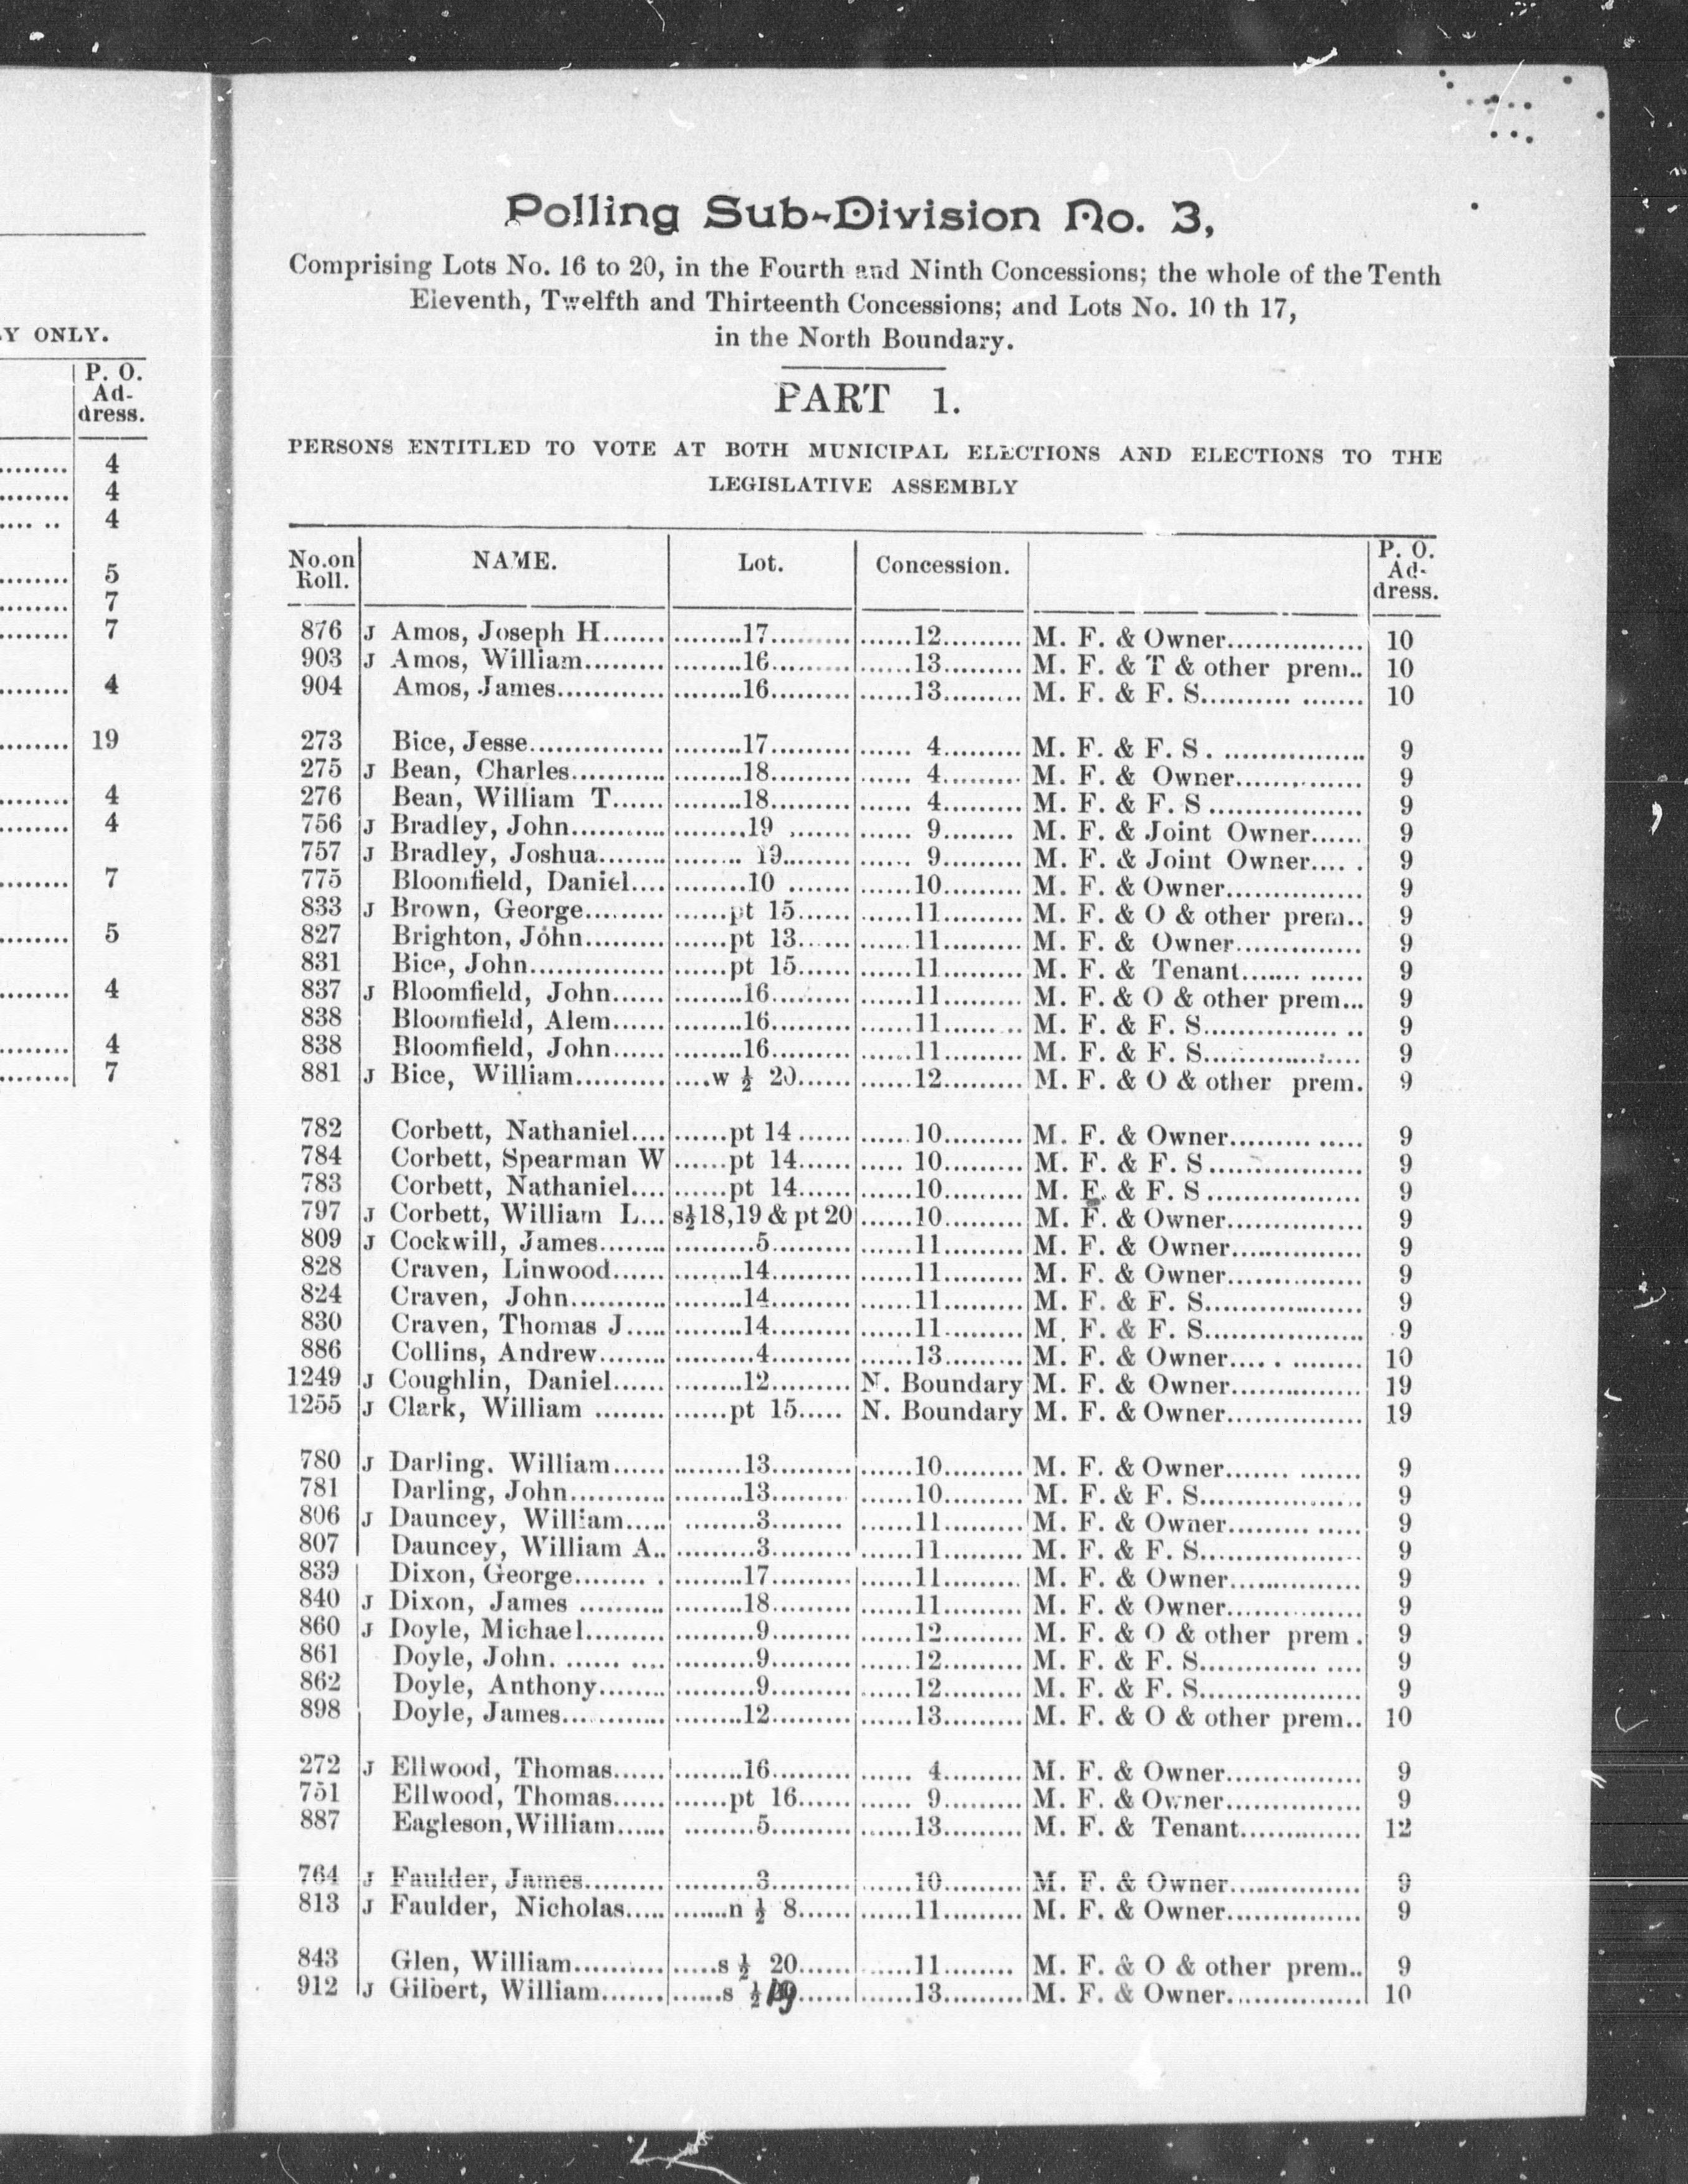 Y ONLY.
P. O.
Ad-
dress.
........ 4
........ 4
.... .. 4
........ 5
........ 7
........ 7
........ 4
........ 19
........ 4
........ 4
........ 7
........ 5
........ 4
........ 4
........ 7
Polling Sub-Division No. 3,
Comprising Lots No. 16 to 20, in the Fourth and Ninth Concessions; the whole of the Tenth
Eleventh, Twelfth and Thirteenth Concessions; and Lots No. 10 th 17,
in the North Boundary.
PART 1.
PERSONS ENTITLED TO VOTE AT BOTH MUNICIPAL ELECTIONS AND ELECTIONS TO THE
LEGISLATIVE ASSEMBLY
No.on Roll. NAME. Lot. Concession. P. O. Ad- dress.
876 J Amos, Joseph H....... ........17......... ......12......... M. F. & Owner................ 10
903 J Amos, William......... ........16......... ......13......... M. F. & T & other prem.. 10
904 Amos, James............ ........16......... ......13......... M. F. & F. S.......... ....... 10
273 Bice, Jesse............... ........17......... ...... 4......... M. F. & F. S. ................ 9
275 J Bean, Charles........... ........18......... ...... 4......... M. F. & Owner.............. 9
276 Bean, William T...... ........18......... ...... 4......... M. F. & F. S ................. 9
756 J Bradley, John........... ........19 ....... ...... 9........ M. F. & Joint Owner...... 9
757 J Bradley, Joshua........ ........ 19........ ...... 9......... M. F. & Joint Owner.... . 9
775 Bloomfield, Daniel.... .........10 ....... ......10......... M. F. & Owner............... 9
833 J Brown, George......... .......pt 15...... ......11......... M. F. & O & other prem.. 9
827 Brighton, John......... ......pt 13...... ......11......... M. F. & Owner.............. 9
831 Bice, John............... ......pt 15...... ......11......... M. F. & Tenant....... ...... 9
837 J Bloomfield, John...... ........16......... ......11......... M. F. & O & other prem... 9
838 Bloomfield, Alem...... ........16......... ......11......... M. F. & F. S............... .. 9
838 Bloomfield, John...... ........16......... ......11......... M. F. & F. S.................. 9
881 J Bice, William........... ....w ½ 20...... ......12......... M. F. & O & other prem. 9
782 Corbett, Nathaniel.... ......pt 14 ...... ......10......... M. F. & Owner......... ..... 9
784 Corbett, Spearman W ......pt 14...... ..... 10......... M. F. & F. S ................. 9
783 Corbett, Nathaniel.... ......pt 14...... ......10......... M. F. & F. S ................. 9
797 J Corbett, William L... s½18,19 & pt 20 ......10......... M. F. & Owner............... 9
809 J Cockwill, James........ .........5......... ......11......... M. F. & Owner............... 9
828 Craven, Linwood...... ........14......... ......11......... M. F. & Owner............... 9
824 Craven, John........... ........14......... ......11......... M. F. & F. S.................. 9
830 Craven, Thomas J..... ........14......... ......11......... M. F. & F. S.................. 9
886 Collins, Andrew........ .........4......... ......13......... M. F. & Owner.... . ........ 10
1249 J Coughlin, Daniel...... ........12......... N. Boundary M. F. & Owner............... 19
1255 J Clark, William ........ ......pt 15..... N. Boundary M. F. & Owner............... 19
780 J Darling. William...... ........13......... ......10......... M. F. & Owner....... ....... 9
781 Darling, John........... ........13......... ......10......... M. F. & F. S.................. 9
806 J Dauncey, William..... ........3........ ......11......... M. F. & Owner......... ..... 9
807 Dauncey, William A.. .........3......... ......11......... M. F. & F. S.................. 9
839 Dixon, George........ . ........17......... ......11......... M. F. & Owner............... 9
840 J Dixon, James .......... ........18......... ......11......... M. F. & Owner............... 9
860 J Doyle, Michael......... .........9......... ......12......... M. F. & O & other prem . 9
861 Doyle, John. ...... .... .........9......... ......12......... M. F. & F. S............. .... 9
862 Doyle, Anthony........ .........9......... ......12......... M. F. & F. S.................. 9
898 Doyle, James............ ........12......... ......13......... M. F. & O & other prem.. 10
272 J Ellwood, Thomas...... ........16......... ...... 4......... M. F. & Owner............... 9
751 Ellwood, Thomas...... ......pt 16...... ...... 9......... M. F. & Owner............... 9
887 Eagleson, William...... ........5......... ......13......... M. F. & Tenant.............. 12
764 J Faulder, James......... .........3......... ......10......... M. F. & Owner............... 9
813 J Faulder, Nicholas..... .......n ½ 8...... ......11......... M. F. & Owner............... 9
843 Glen, William.......... .....s ½ 20...... ......11........ M. F. & O & other prem.. 9
912 J Gilbert, William....... ......s ½ 19...... ......13......... M. F. & Owner................ 10